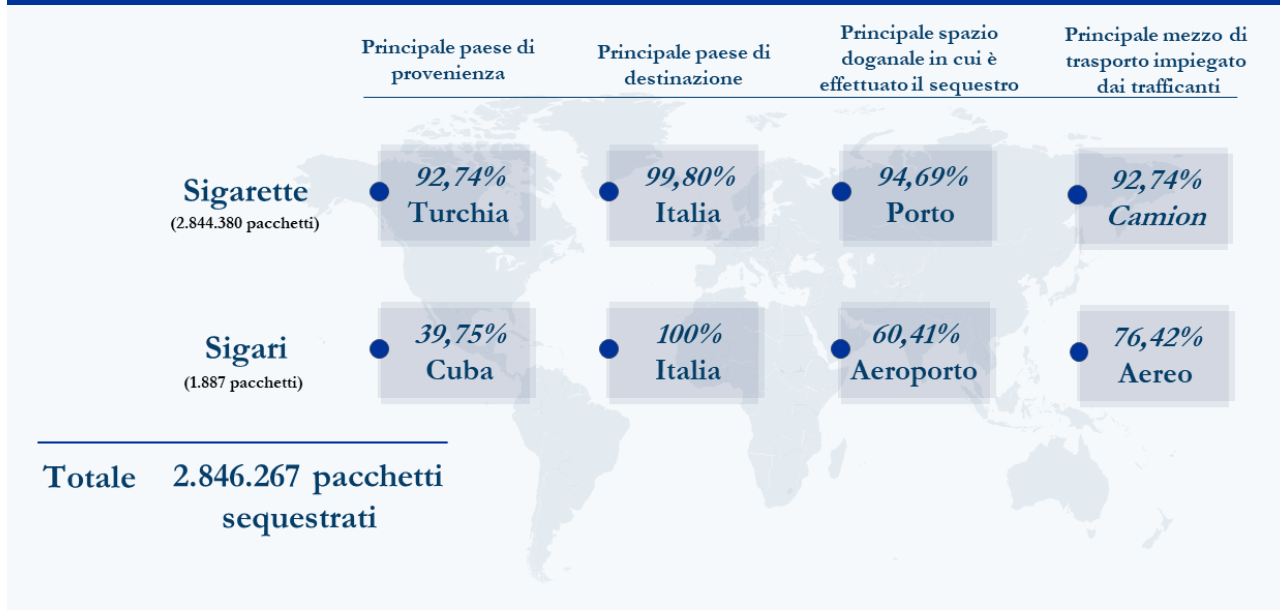 Principale paese di
provenienza
Principale paese di
destinazione
Principale spazio
doganale in cui è
effettuato il sequestro
Principale mezzo di
trasporto impiegato
dai trafficanti
Sigarette
(2.844.380 pacchetti)
92,74%
Turchia
99,80%
Italia
94,69%
Porto
92,74%
Camion
Sigari
(1.887 pacchetti)
39,75%
Cuba
100%
Italia
60,41%
Aeroporto
76,42%
Aereo
Totale 2.846.267 pacchetti
sequestrati